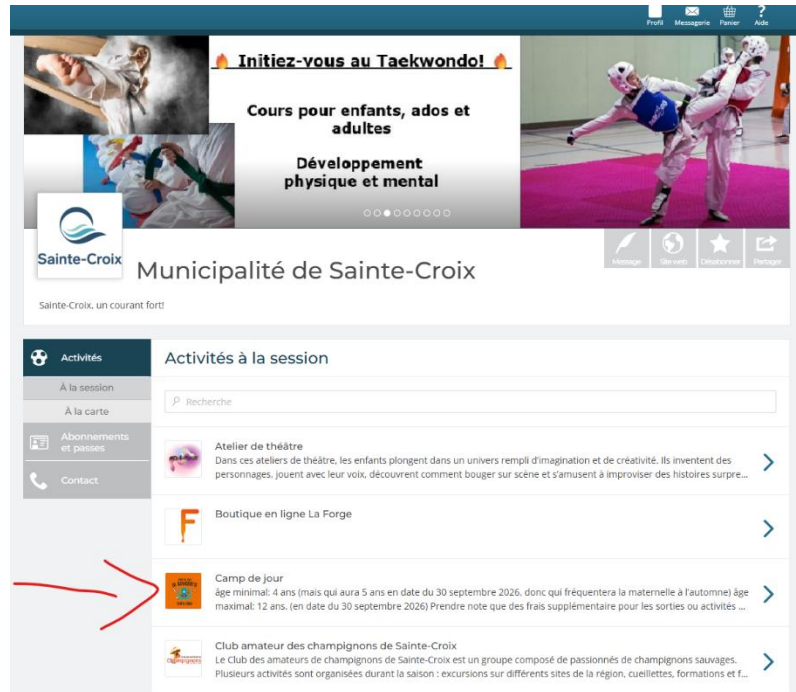 Profil Messagerie Panier Aide
🔥 Initiez-vous au Taekwondo! 🔥
Cours pour enfants, ados et
adultes
Développement
physique et mental
Sainte-Croix
Message Site web Désabonner Partager
Municipalité de Sainte-Croix
Sainte-Croix, un courant fort!
Activités
À la session
À la carte
Abonnements
et passes
Contact
Activités à la session
Recherche
Atelier de théâtre
Dans ces ateliers de théâtre, les enfants plongent dans un univers rempli d'imagination et de créativité. Ils inventent des
personnages, jouent avec leur voix, découvrent comment bouger sur scène et s'amusent à improviser des histoires surpre...
Boutique en ligne La Forge
Camp de jour
âge minimal: 4 ans (mais qui aura 5 ans en date du 30 septembre 2026, donc qui fréquentera la maternelle à l'automne) âge
maximal: 12 ans. (en date du 30 septembre 2026) Prendre note que des frais supplémentaire pour les sorties ou activités ...
Club amateur des champignons de Sainte-Croix
Le Club des amateurs de champignons de Sainte-Croix est un groupe composé de passionnés de champignons sauvages.
Plusieurs activités sont organisées durant la saison : excursions sur différents sites de la région, cueillettes, formations et f...